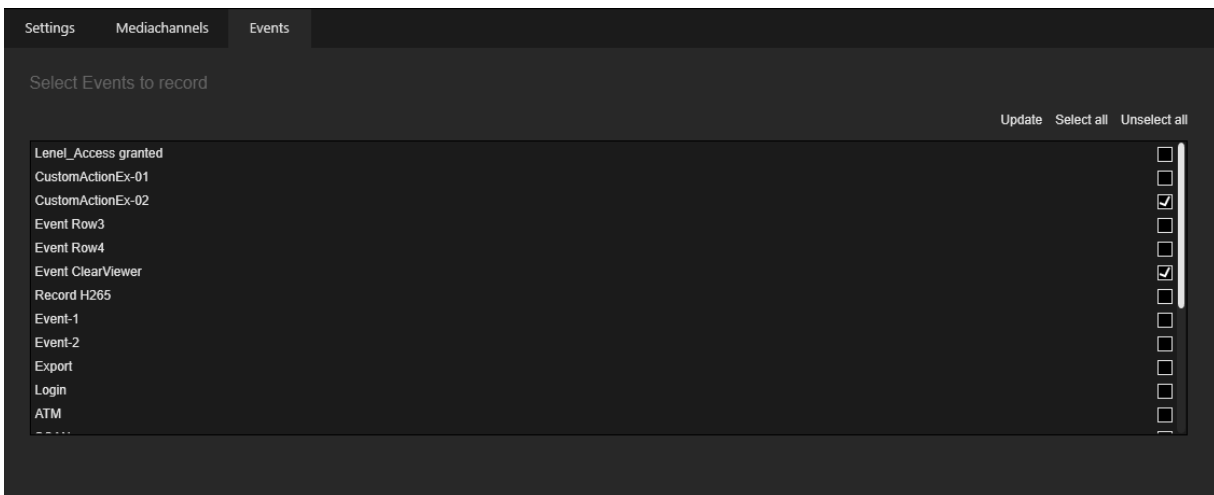 Settings Mediachannels Events
Select Events to record
Update Select all Unselect all
Lenel_Access granted
CustomActionEx-01
CustomActionEx-02
Event Row3
Event Row4
Event ClearViewer
Record H265
Event-1
Event-2
Export
Login
ATM